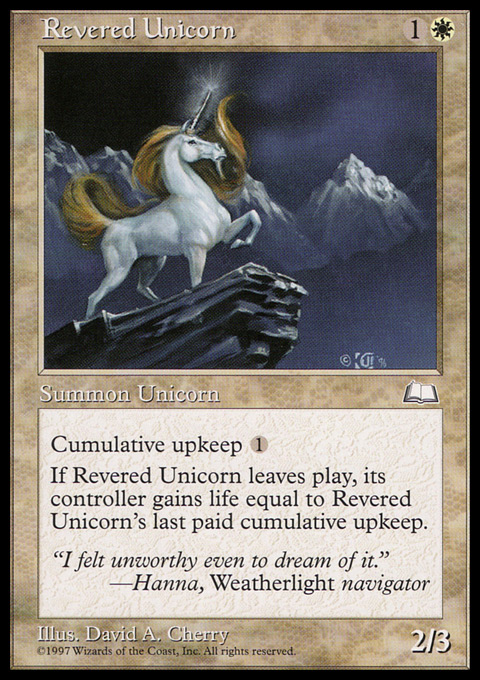 Revered Unicorn 1
Summon Unicorn
Cumulative upkeep 1
If Revered Unicorn leaves play, its
controller gains life equal to Revered
Unicorn's last paid cumulative upkeep.
"I felt unworthy even to dream of it."
—Hanna, Weatherlight navigator
Illus. David A. Cherry
©1997 Wizards of the Coast, Inc. All rights reserved.
2/3